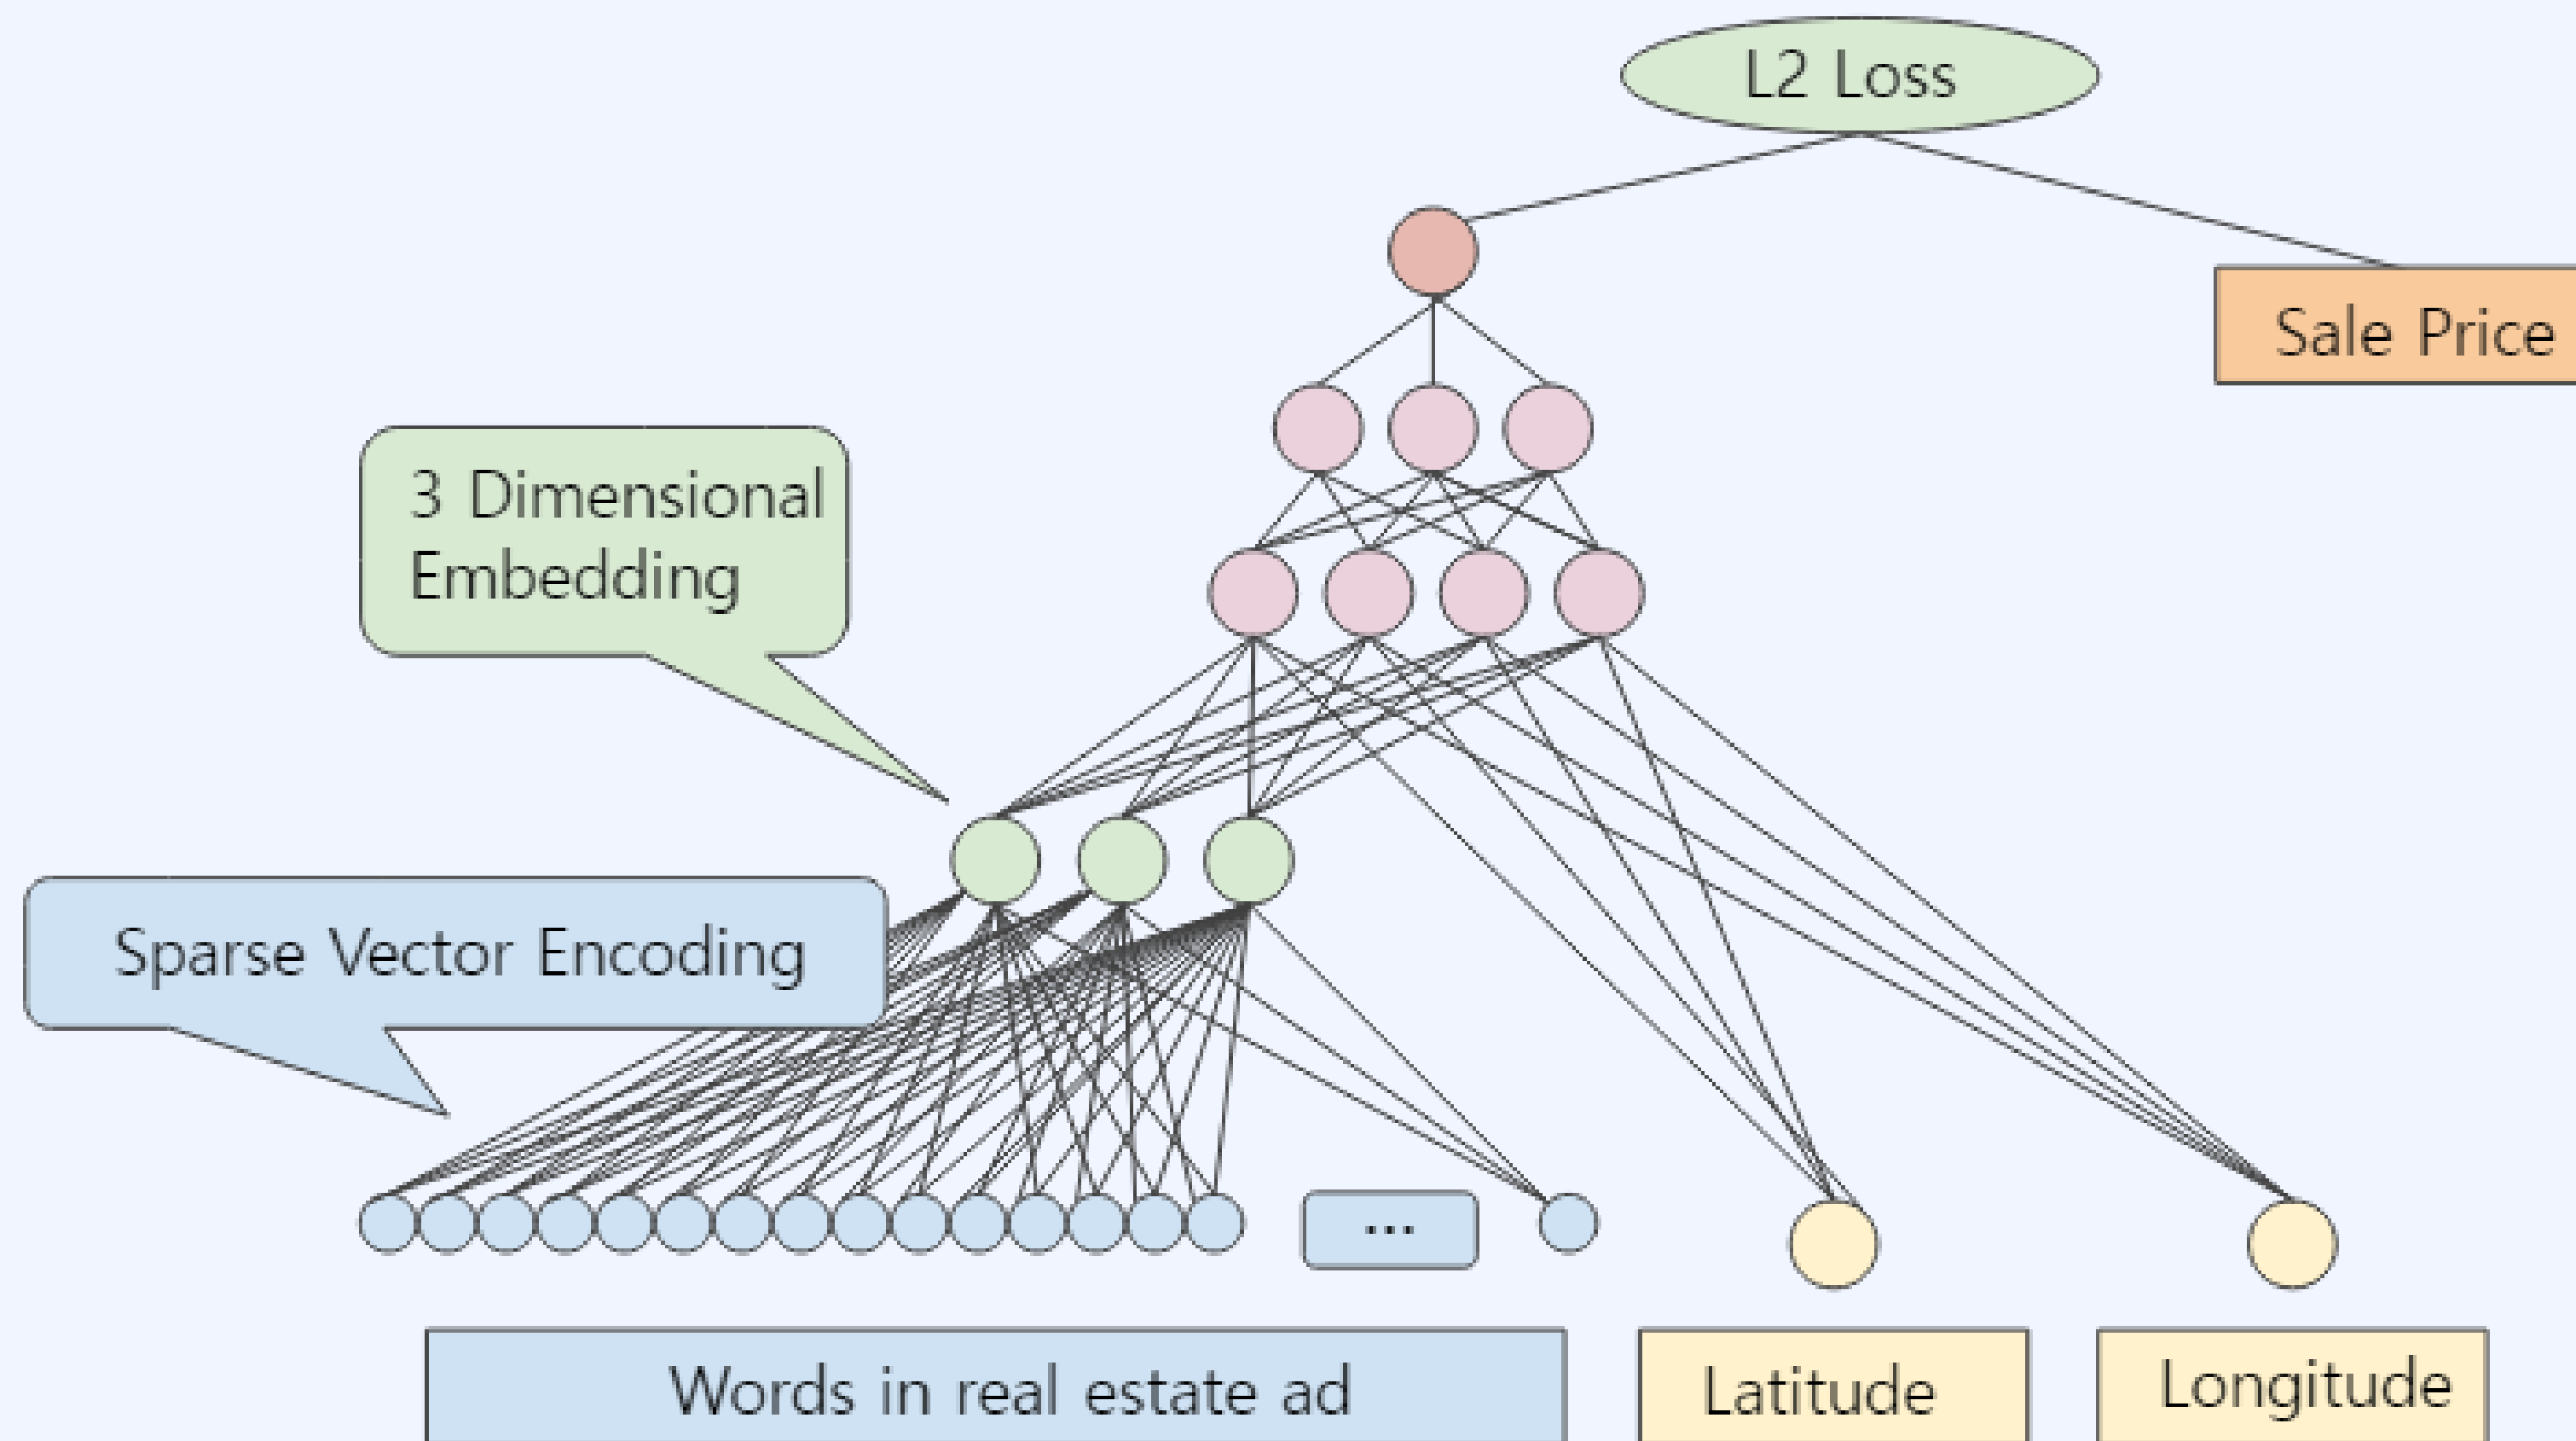 L2 Loss
Sale Price
3 Dimensional
Embedding
Sparse Vector Encoding
...
Words in real estate ad
Latitude
Longitude